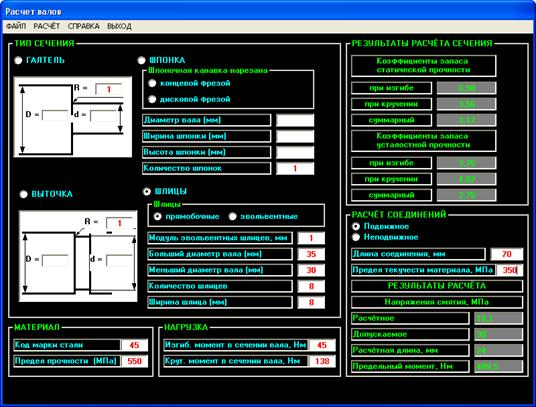 Расчет валов
ФАЙЛ РАСЧЁТ СПРАВКА ВЫХОД
ТИП СЕЧЕНИЯ
ГАЛТЕЛЬ
R = 1
D =
d =
ШПОНКА
Шпоночная канавка нарезана
концевой фрезой
дисковой фрезой
Диаметр вала (мм)
Ширина шпонки (мм)
Высота шпонки (мм)
Количество шпонок 1
ВЫТОЧКА
R = 1
D =
d =
ШЛИЦЫ
Шлицы
прямобочные эвольвентные
Модуль эвольвентных шлицев, мм 1
Больший диаметр вала (мм) 35
Меньший диаметр вала (мм) 30
Количество шлицев 8
Ширина шлица (мм) 8
МАТЕРИАЛ
Код марки стали 45
Предел прочности (МПа) 550
НАГРУЗКА
Изгиб. момент в сечении вала, Нм 45
Крут. момент в сечении вала, Нм 138
РЕЗУЛЬТАТЫ РАСЧЁТА СЕЧЕНИЯ
Коэффициенты запаса
статической прочности
при изгибе 6,98
при кручении 3,56
суммарный 3,17
Коэффициенты запаса
усталостной прочности
при изгибе 3,76
при кручении 4,02
суммарный 2,75
РАСЧЁТ СОЕДИНЕНИЙ
Подвижное
Неподвижное
Длина соединения, мм 70
Предел текучести материала, МПа 350
РЕЗУЛЬТАТЫ РАСЧЁТА
Напряжения смятия, МПа
Расчётное
Допускаемое 30
Расчётная длина, мм 24
Предельный момент, Нм 409,5